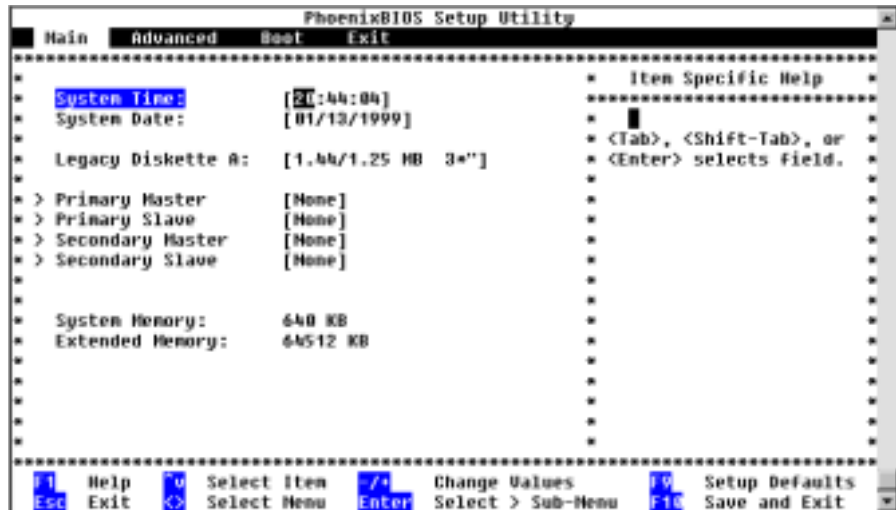 PhoenixBIOS Setup Utility
Main Advanced Boot Exit
Item Specific Help
System Time: [20:44:04]
System Date: [01/13/1999]
<Tab>, <Shift-Tab>, or
<Enter> selects field.
Legacy Diskette A: [1.44/1.25 MB 3*"]
> Primary Master [None]
> Primary Slave [None]
> Secondary Master [None]
> Secondary Slave [None]
System Memory: 640 KB
Extended Memory: 64512 KB
F1 Help ^v Select Item -/+ Change Values F9 Setup Defaults
Esc Exit <> Select Menu Enter Select > Sub-Menu F10 Save and Exit